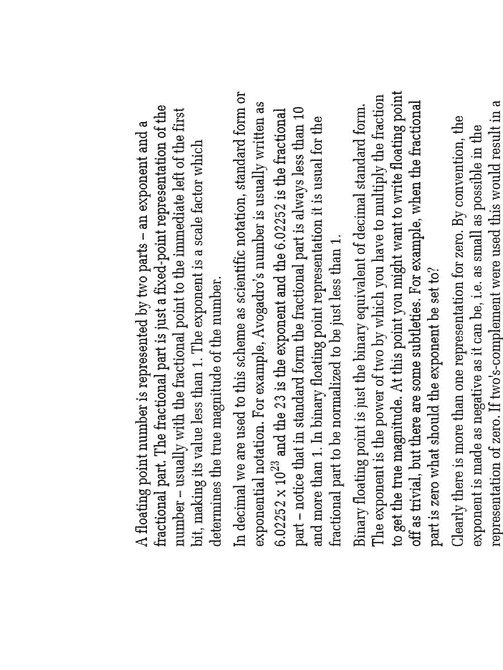 A floating point number is represented by two parts – an exponent and a
fractional part. The fractional part is just a fixed-point representation of the
number – usually with the fractional point to the immediate left of the first
bit, making its value less than 1. The exponent is a scale factor which
determines the true magnitude of the number.
In decimal we are used to this scheme as scientific notation, standard form or
exponential notation. For example, Avogadro's number is usually written as
6.02252 x 10²³ and the 23 is the exponent and the 6.02252 is the fractional
part – notice that in standard form the fractional part is always less than 10
and more than 1. In binary floating point representation it is usual for the
fractional part to be normalized to be just less than 1.
Binary floating point is just the binary equivalent of decimal standard form.
The exponent is the power of two by which you have to multiply the fraction
to get the true magnitude. At this point you might want to write floating point
off as trivial, but there are some subtleties. For example, when the fractional
part is zero what should the exponent be set to?
Clearly there is more than one representation for zero. By convention, the
exponent is made as negative as it can be, i.e. as small as possible in the
representation of zero. If two's-complement were used this would result in a